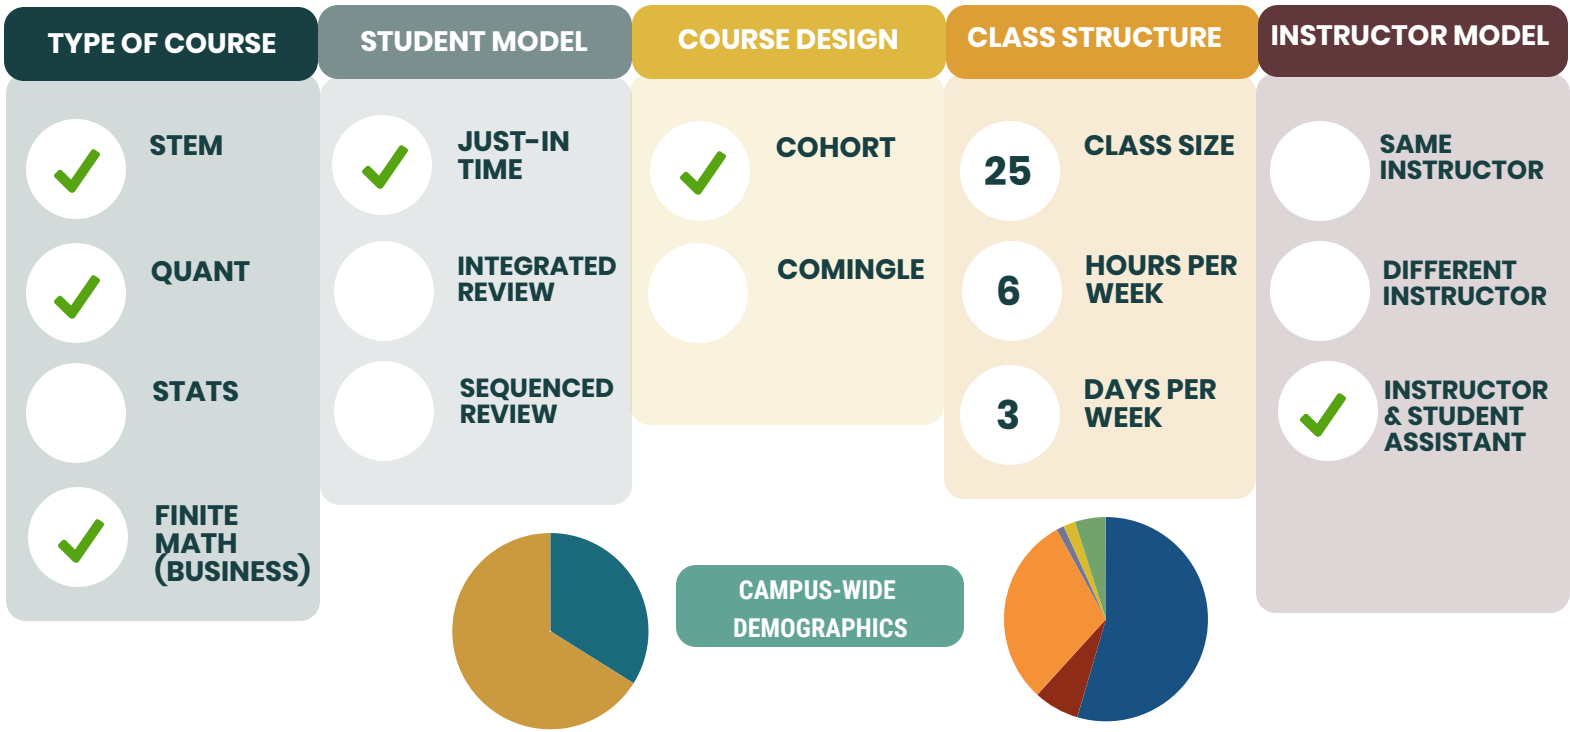 TYPE OF COURSE
STEM
QUANT
STATS
FINITE
MATH
(BUSINESS)
STUDENT MODEL
JUST-IN
TIME
INTEGRATED
REVIEW
SEQUENCED
REVIEW
COURSE DESIGN
COHORT
COMINGLE
CLASS STRUCTURE
25
CLASS SIZE
6
HOURS PER
WEEK
3
DAYS PER
WEEK
INSTRUCTOR MODEL
SAME
INSTRUCTOR
DIFFERENT
INSTRUCTOR
INSTRUCTOR
& STUDENT
ASSISTANT
CAMPUS-WIDE
DEMOGRAPHICS